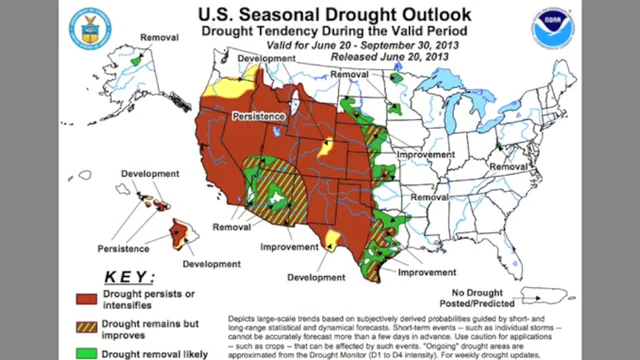 U.S. Seasonal Drought Outlook
Drought Tendency During the Valid Period
Valid for June 20 - September 30, 2013
Released June 20, 2013
NOAA
Removal
Development
Removal
Persistence
Improvement
Removal
Development
Removal
Removal
Improvement
Persistence
Development
Development
Improvement
No Drought
Posted/Predicted
KEY:
Drought persists or
intensifies
Drought remains but
improves
Drought removal likely
Depicts large-scale trends based on subjectively derived probabilities guided by short- and
long-range statistical and dynamical forecasts. Short-term events -- such as individual storms --
cannot be accurately forecast more than a few days in advance. Use caution for applications
-- such as crops -- that can be affected by such events. "Ongoing" drought areas are
approximated from the Drought Monitor (D1 to D4 intensity). For weekly drought updates,